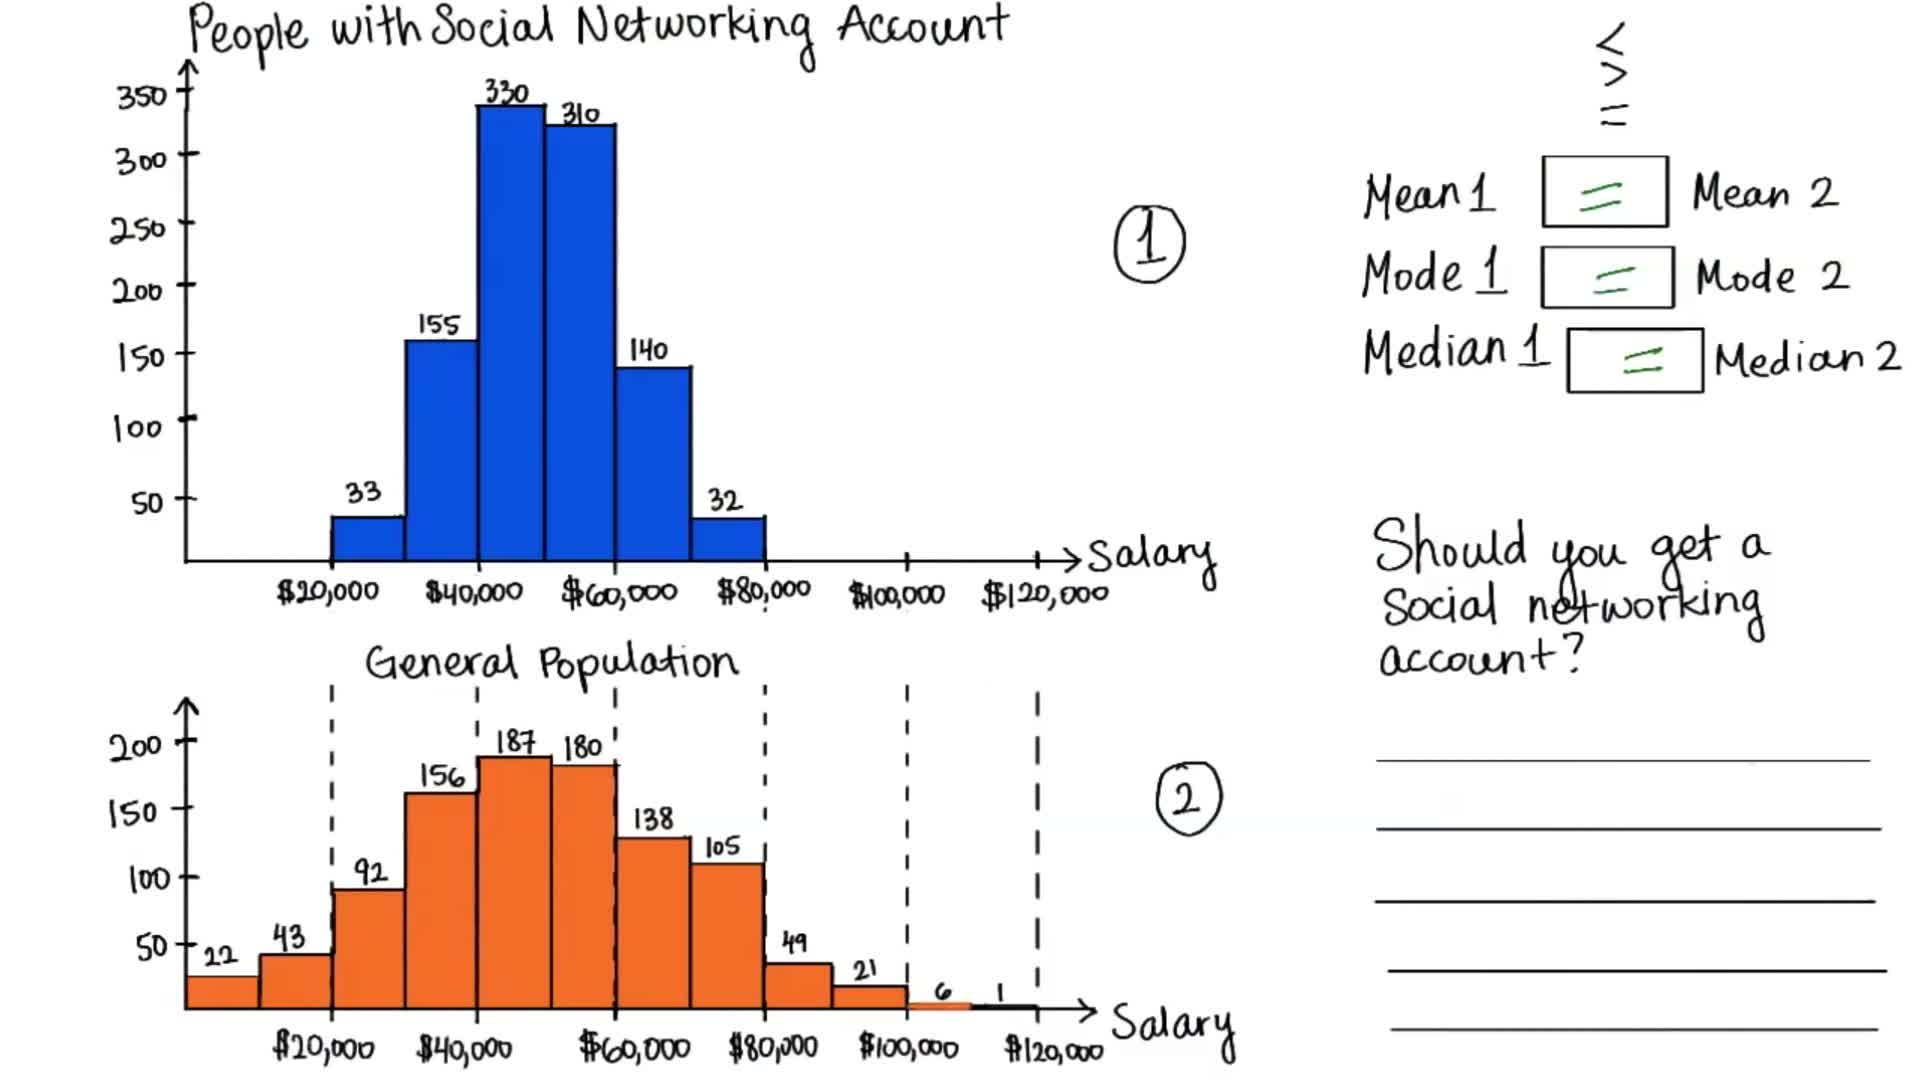 People with Social Networking Account
350
300
250
200
150
100
50
33
155
330
310
140
32
Salary
$20,000 $40,000 $60,000 $80,000 $100,000 $120,000
1
General Population
200
150
100
50
22
43
92
156
187
180
138
105
49
21
6
1
Salary
$20,000 $40,000 $60,000 $80,000 $100,000 $120,000
2
<
>
=
Mean 1 = Mean 2
Mode 1 = Mode 2
Median 1 = Median 2
Should you get a
social networking
account?